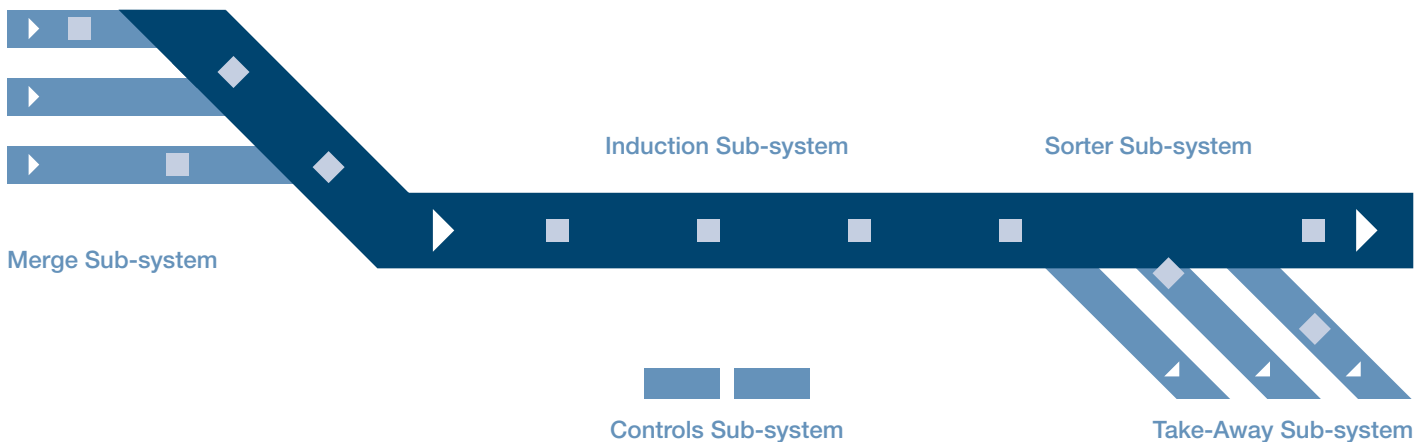 Induction Sub-system
Sorter Sub-system
Merge Sub-system
Controls Sub-system
Take-Away Sub-system